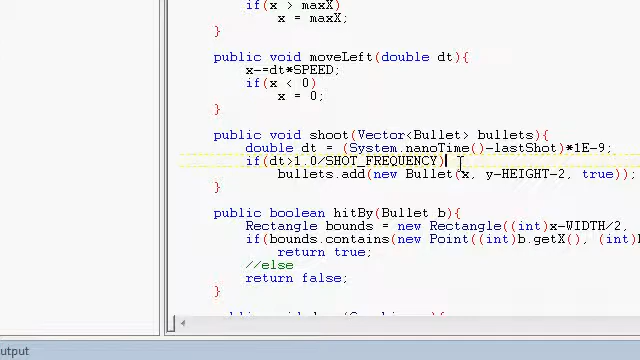 if(x > maxX)
x = maxX;
}
public void moveLeft(double dt){
x-=dt*SPEED;
if(x < 0)
x = 0;
}
public void shoot(Vector<Bullet> bullets){
double dt = (System.nanoTime()-lastShot)*1E-9;
if(dt>1.0/SHOT_FREQUENCY)
bullets.add(new Bullet(x, y-HEIGHT-2, true));
}
public boolean hitBy(Bullet b){
Rectangle bounds = new Rectangle((int)x-WIDTH/2,
if(bounds.contains(new Point((int)b.getX(), (int)b
return true;
//else
return false;
}
utput